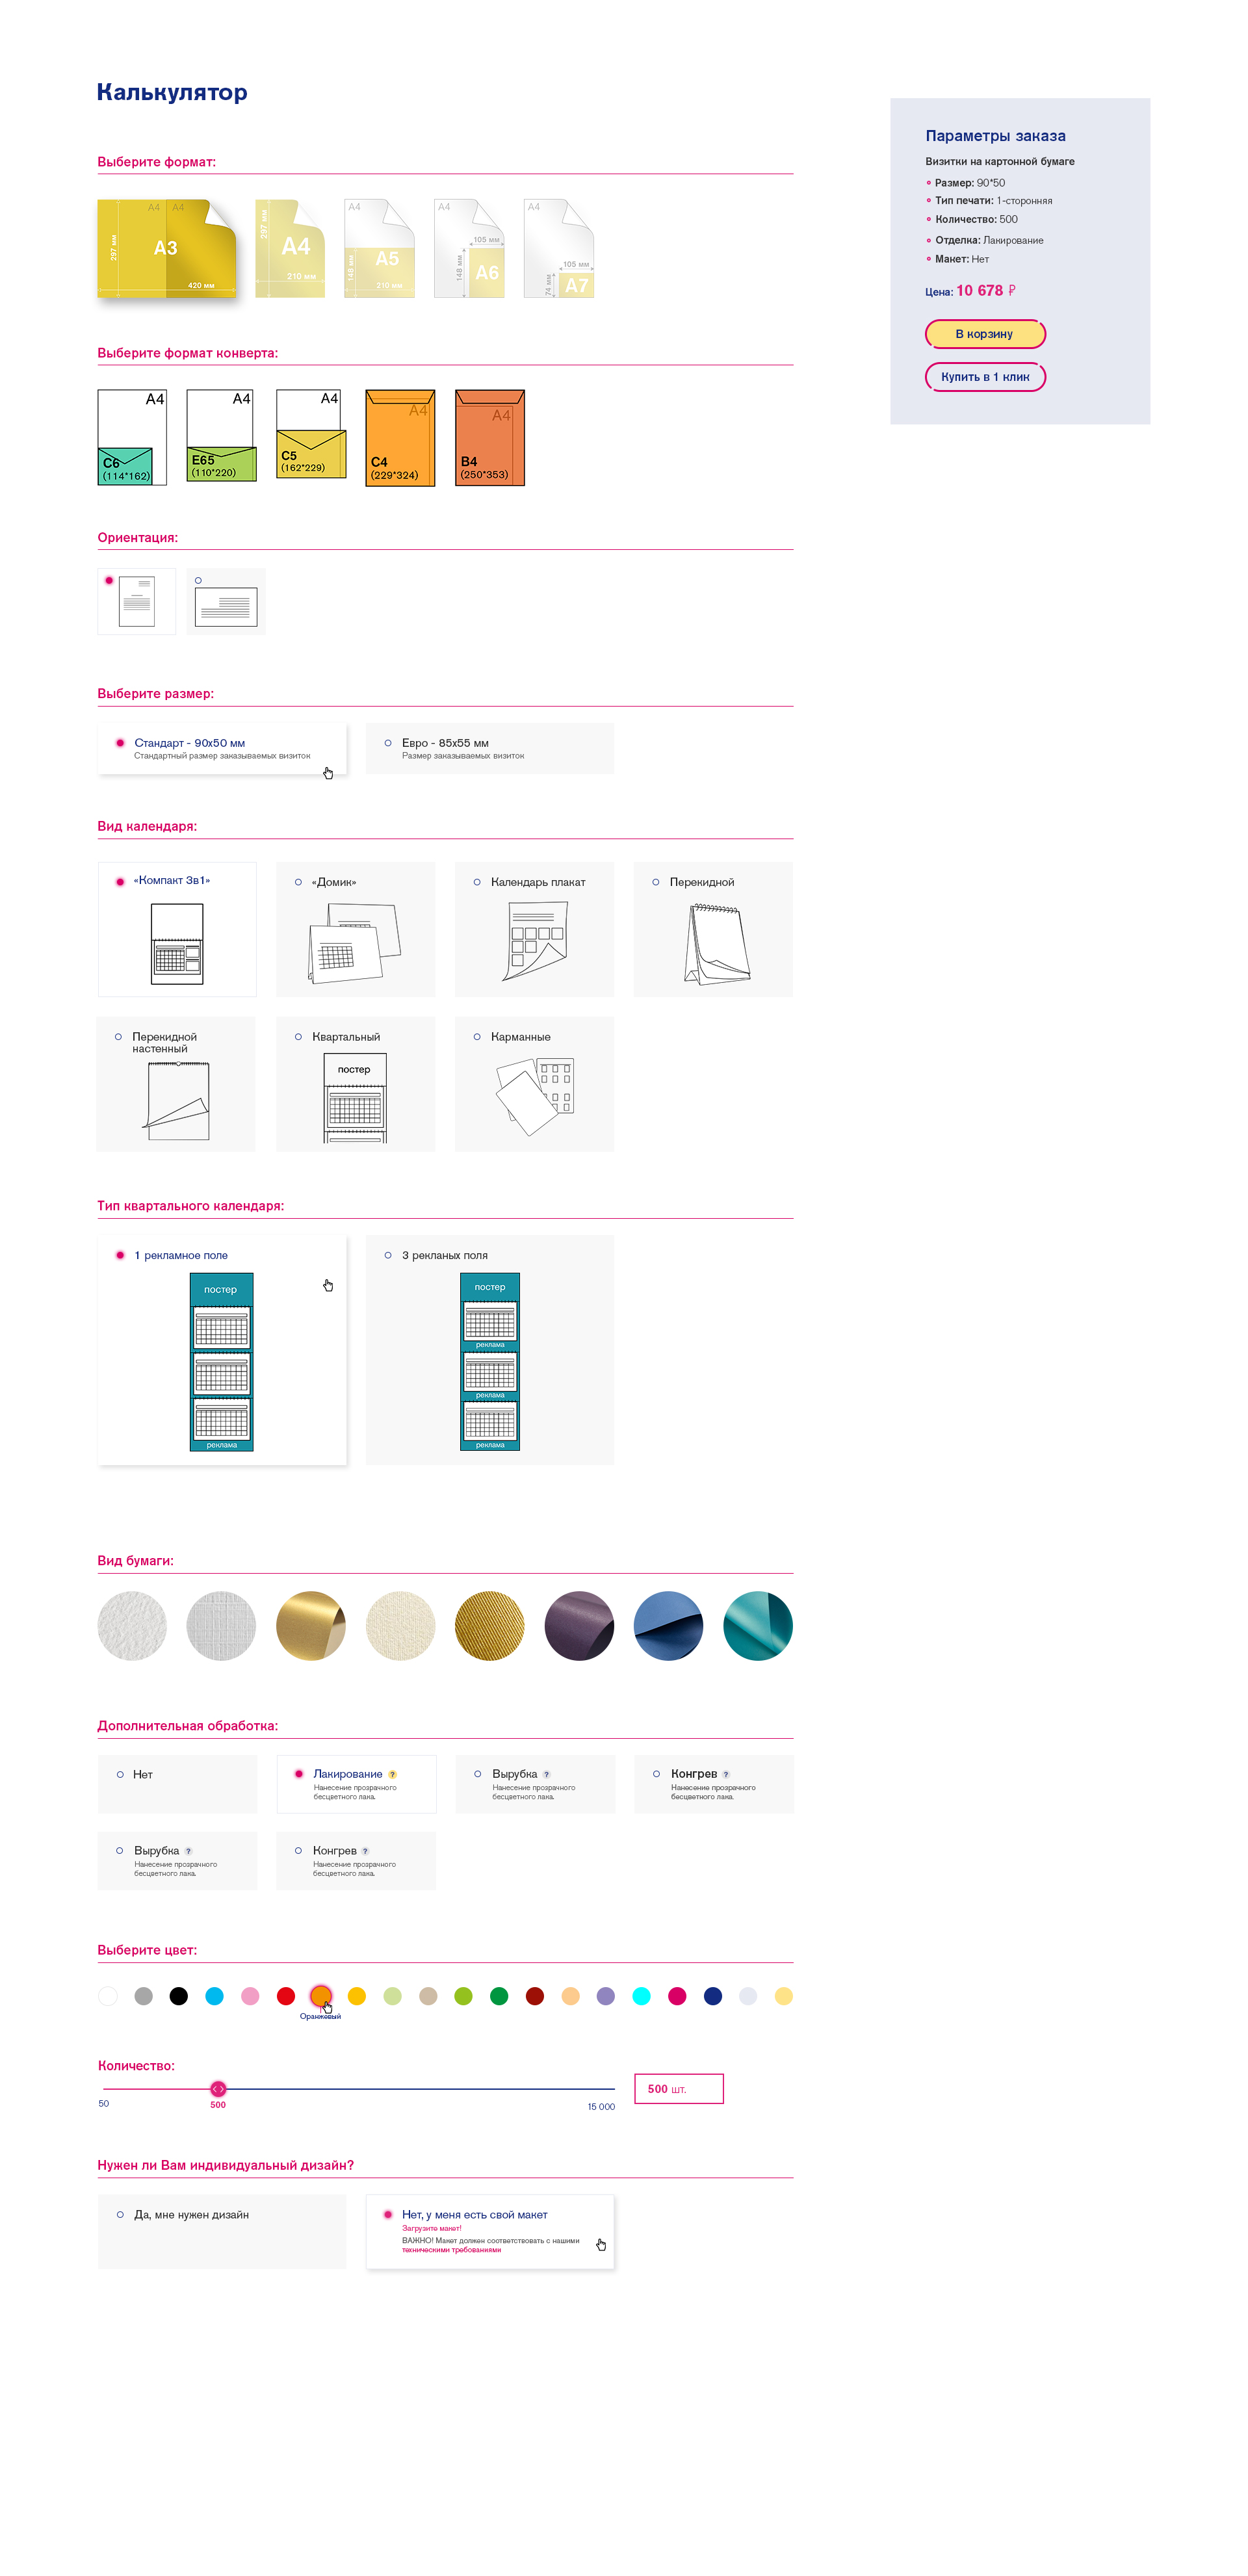 Калькулятор
Выберите формат:
A4 A4
297 мм
A3
420 мм
297 мм
A4
210 мм
A4
148 мм
A5
210 мм
A4
105 мм
148 мм
A6
A4
105 мм
74 мм
A7
Выберите формат конверта:
A4
C6
(114*162)
A4
E65
(110*220)
A4
C5
(162*229)
A4
C4
(229*324)
A4
B4
(250*353)
Ориентация:
Выберите размер:
Стандарт - 90x50 мм
Стандартный размер заказываемых визиток
Евро - 85x55 мм
Размер заказываемых визиток
Вид календаря:
«Компакт 3в1»
«Домик»
Календарь плакат
Перекидной
Перекидной
настенный
Квартальный
постер
Карманные
Тип квартального календаря:
1 рекламное поле
постер
реклама
3 рекланых поля
постер
реклама
реклама
реклама
Вид бумаги:
Дополнительная обработка:
Нет
Лакирование ?
Нанесение прозрачного
бесцветного лака.
Вырубка ?
Нанесение прозрачного
бесцветного лака.
Конгрев ?
Нанесение прозрачного
бесцветного лака.
Вырубка ?
Нанесение прозрачного
бесцветного лака.
Конгрев ?
Нанесение прозрачного
бесцветного лака.
Выберите цвет:
Оранжевый
Количество:
50
500
15 000
500 шт.
Нужен ли Вам индивидуальный дизайн?
Да, мне нужен дизайн
Нет, у меня есть свой макет
Загрузите макет!
ВАЖНО! Макет должен соответствовать с нашими
техническими требованиями
Параметры заказа
Визитки на картонной бумаге
Размер: 90*50
Тип печати: 1-сторонняя
Количество: 500
Отделка: Лакирование
Макет: Нет
Цена: 10 678 ₽
В корзину
Купить в 1 клик